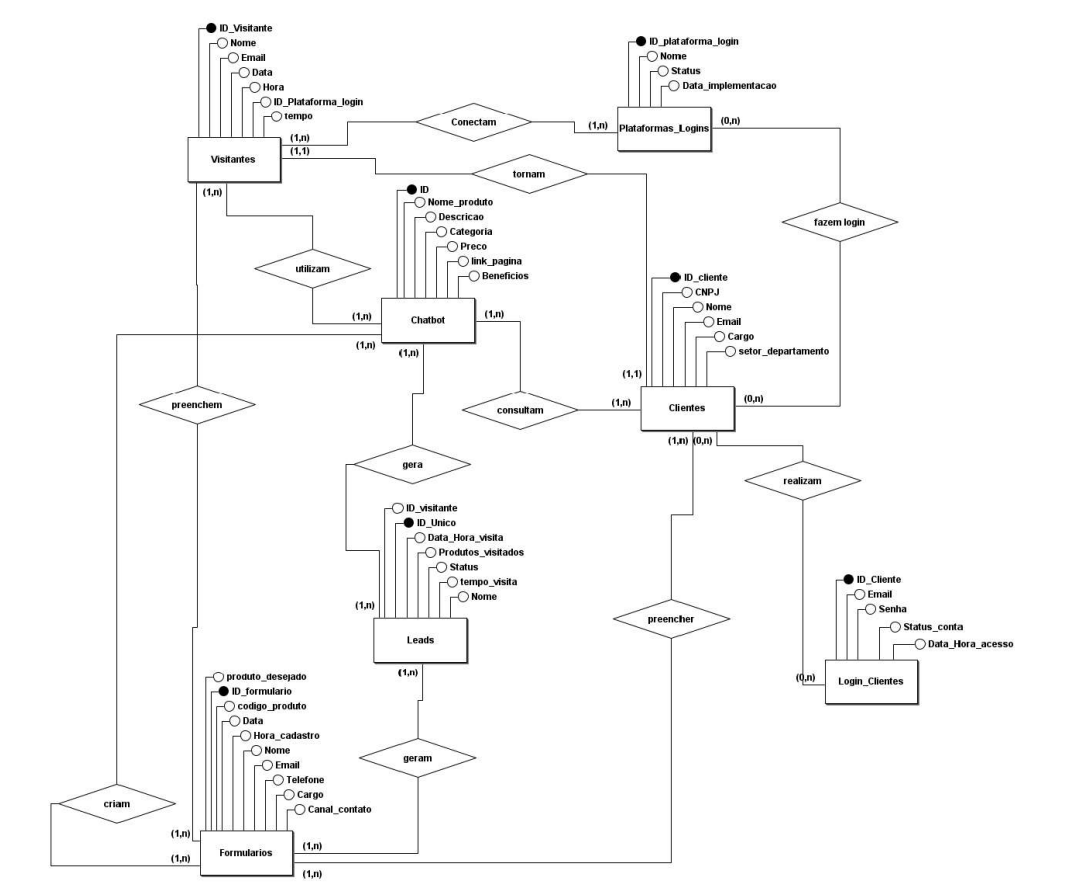 ID_Visitante
Nome
Email
Data
Hora
ID_Plataforma_login
tempo
Visitantes
(1,n)
(1,1)
(1,n)
Conectam
(1,n)
ID_plataforma_login
Nome
Status
Data_implementacao
Plataformas_lLogins
(0,n)
tornam
fazem login
utilizam
ID
Nome_produto
Descricao
Categoria
Preco
link_pagina
Beneficios
Chatbot
(1,n)
(1,n)
(1,n)
(1,n)
ID_cliente
CNPJ
Nome
Email
Cargo
setor_departamento
Clientes
(1,1)
(1,n)
(0,n)
(1,n)
(0,n)
preenchem
consultam
gera
realizam
ID_visitante
ID_Unico
Data_Hora_visita
Produtos_visitados
Status
tempo_visita
Nome
Leads
(1,n)
(1,n)
preencher
ID_Cliente
Email
Senha
Status_conta
Data_Hora_acesso
Login_Clientes
(0,n)
produto_desejado
ID_formulario
codigo_produto
Data
Hora_cadastro
Nome
Email
Telefone
Cargo
Canal_contato
Formularios
geram
criam
(1,n)
(1,n)
(1,n)
(1,n)